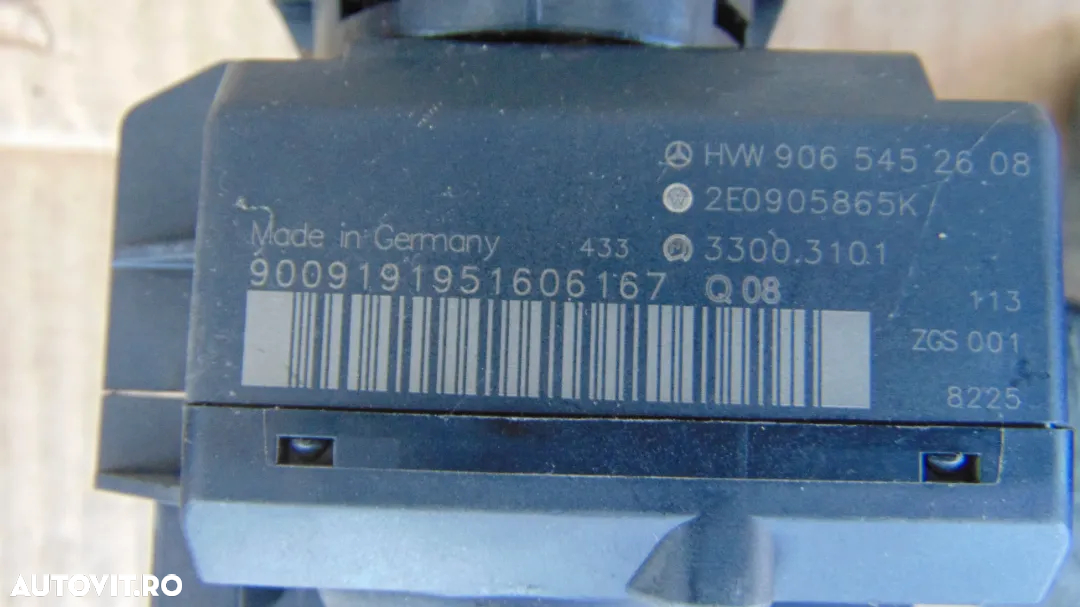 HVW 906 545 26 08
2E0905865K
Made in Germany 433 3300.3101
9009191951606167 Q 08
113
ZGS 001
8225
AUTOVIT.RO